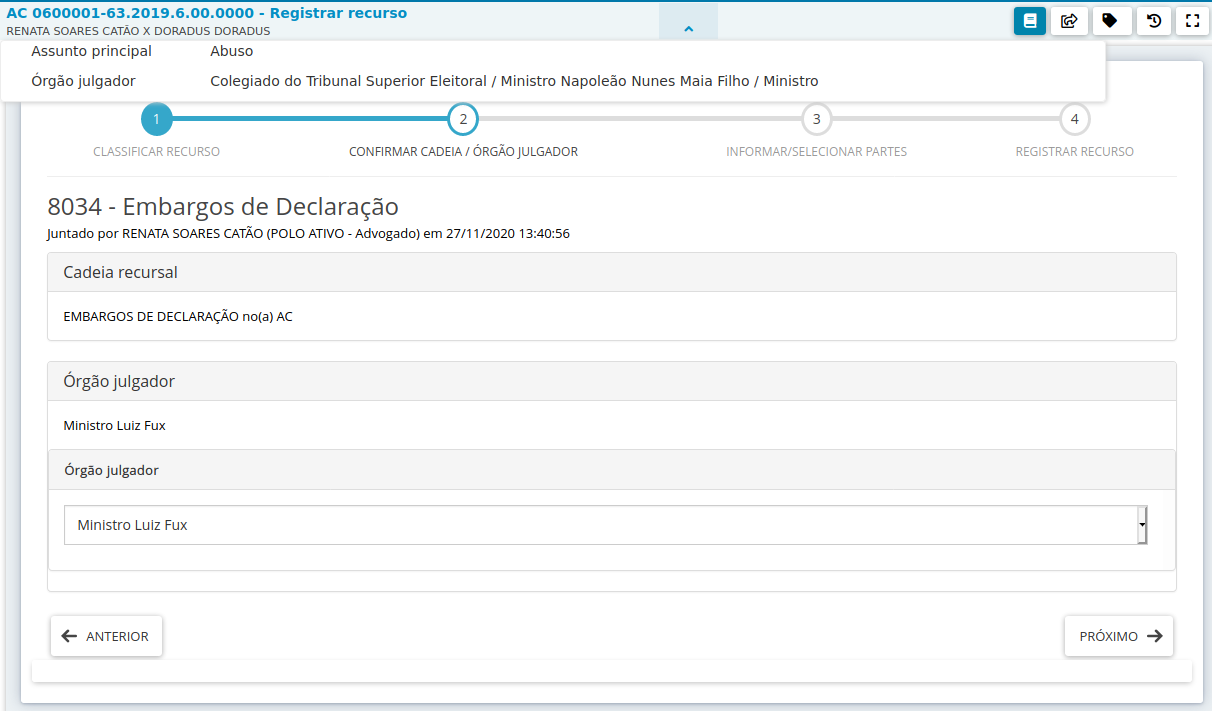 AC 0600001-63.2019.6.00.0000 - Registrar recurso
RENATA SOARES CATÃO X DORADUS DORADUS
Assunto principal Abuso
Órgão julgador Colegiado do Tribunal Superior Eleitoral / Ministro Napoleão Nunes Maia Filho / Ministro
1 2 3 4
CLASSIFICAR RECURSO CONFIRMAR CADEIA / ÓRGÃO JULGADOR INFORMAR/SELECIONAR PARTES REGISTRAR RECURSO
8034 - Embargos de Declaração
Juntado por RENATA SOARES CATÃO (POLO ATIVO - Advogado) em 27/11/2020 13:40:56
Cadeia recursal
EMBARGOS DE DECLARAÇÃO no(a) AC
Órgão julgador
Ministro Luiz Fux
Órgão julgador
Ministro Luiz Fux
ANTERIOR PRÓXIMO